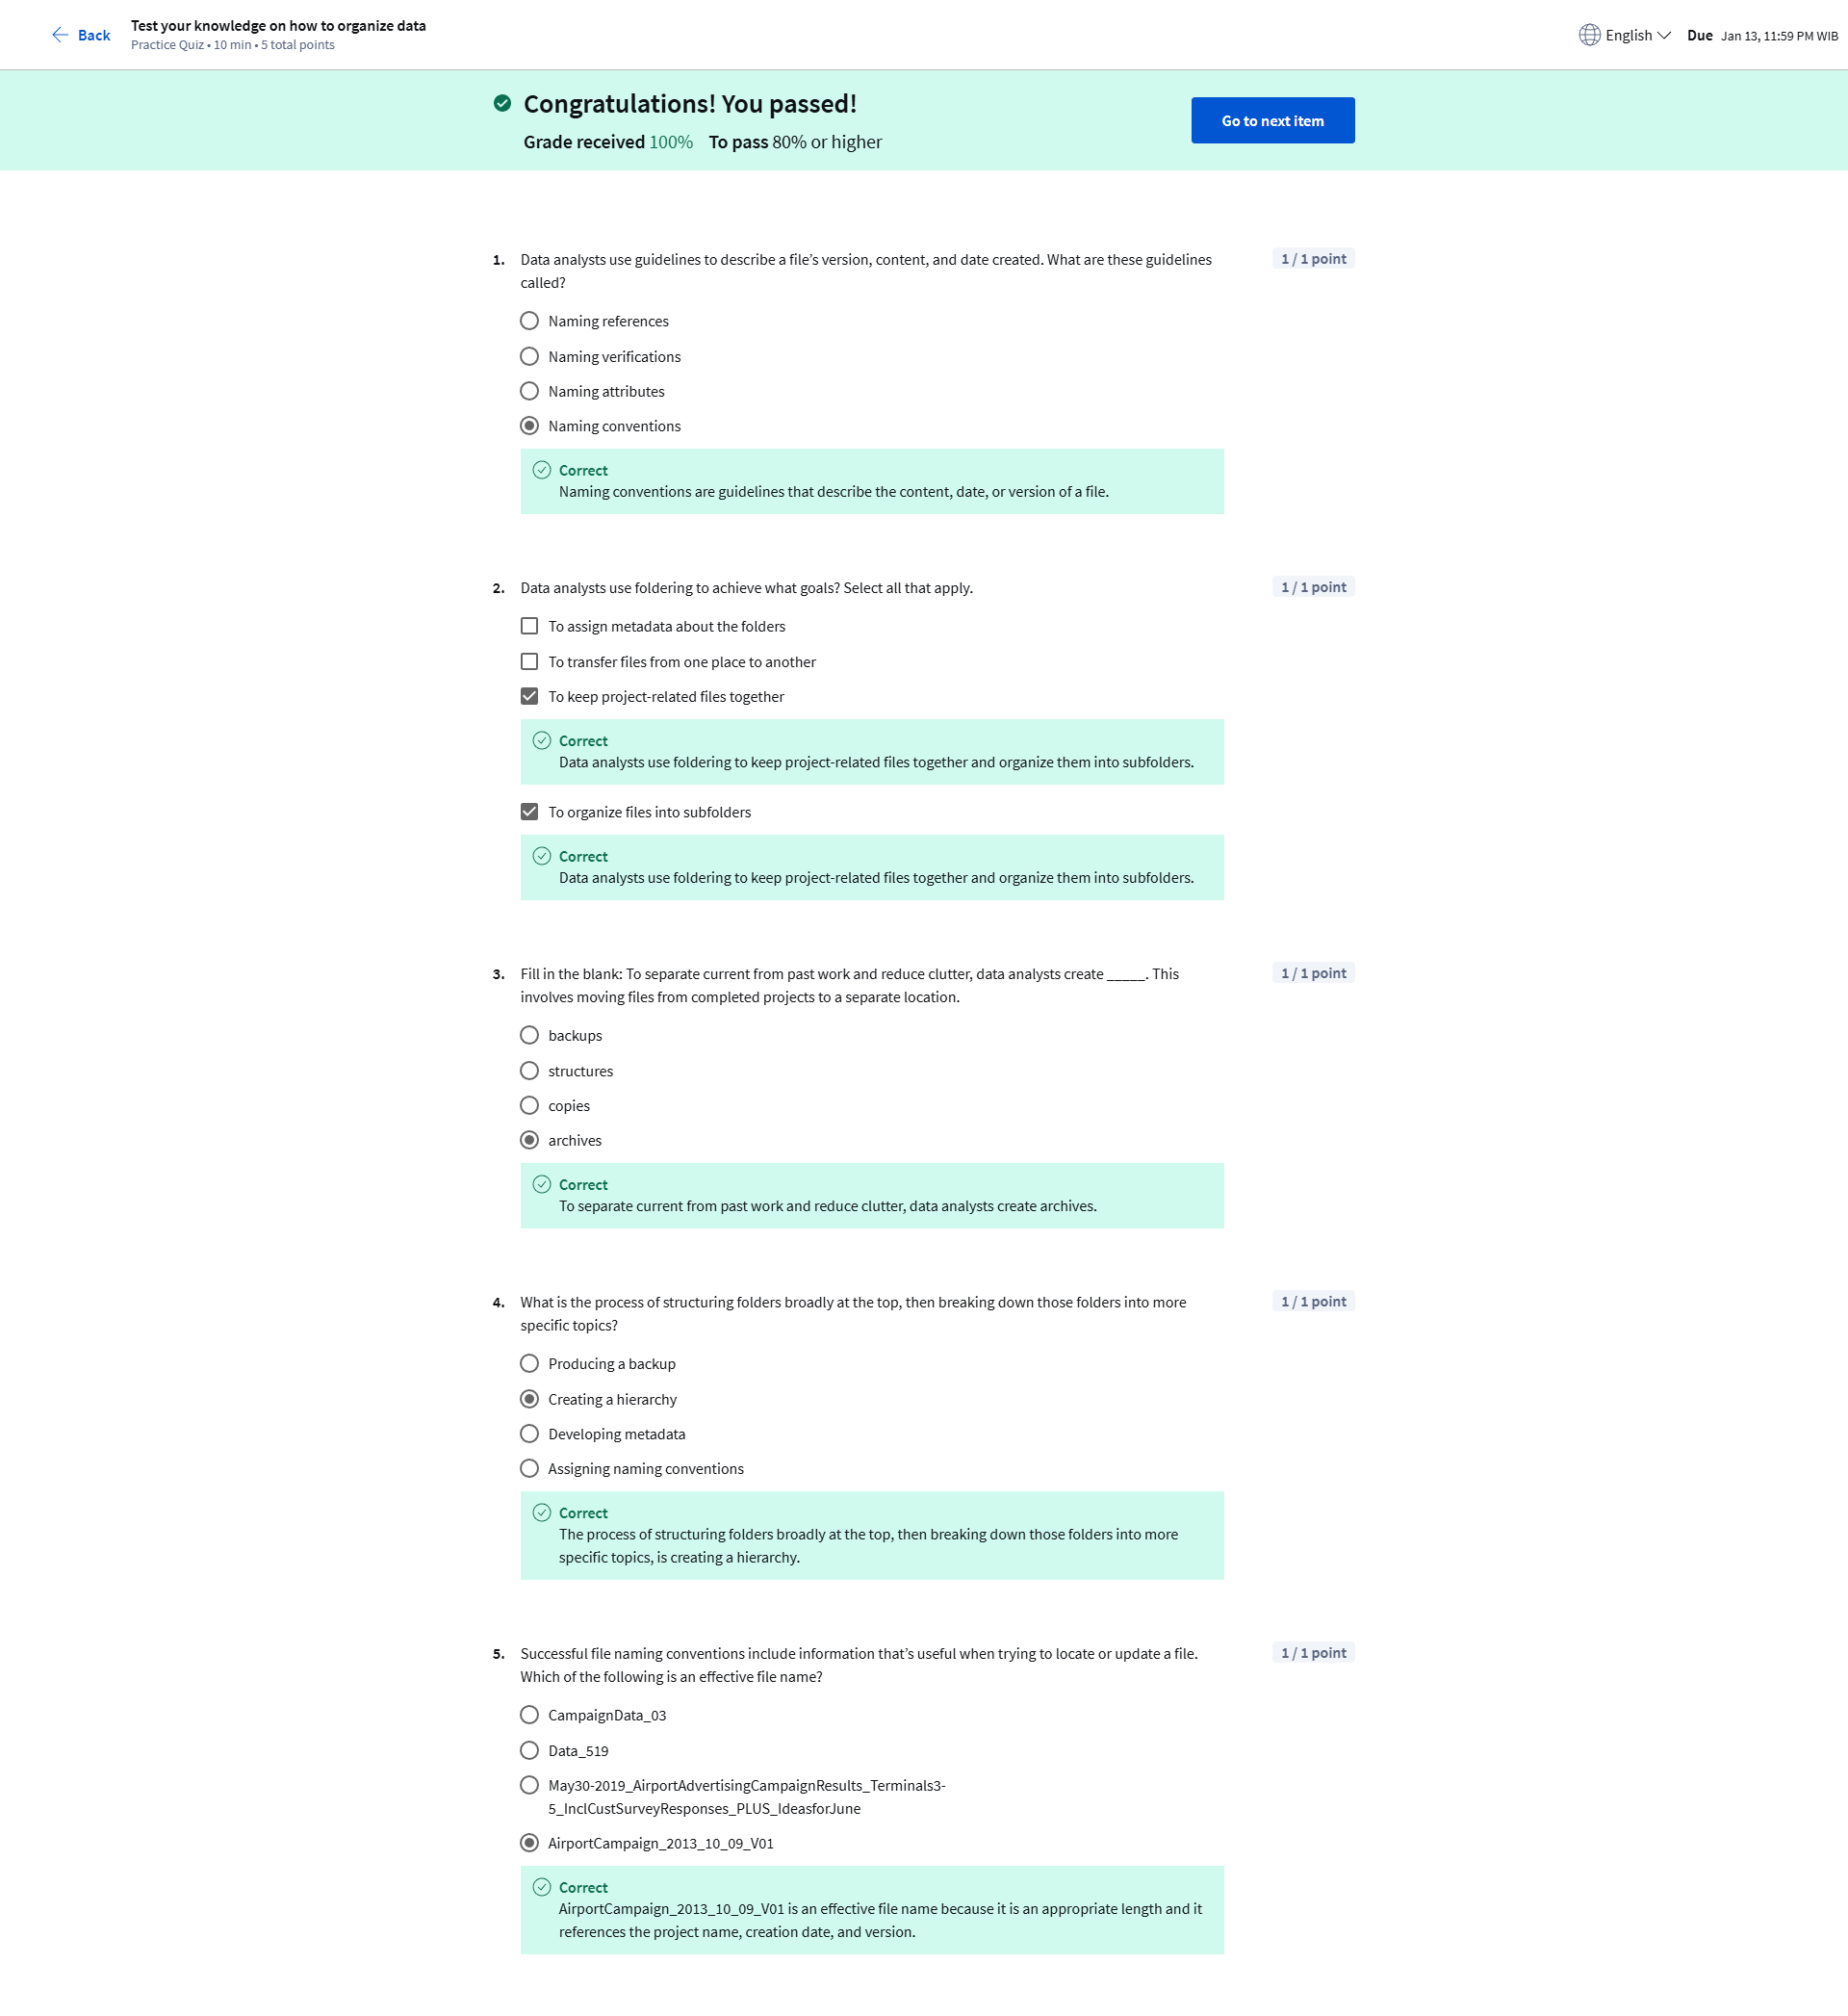 Back
Test your knowledge on how to organize data
Practice Quiz • 10 min • 5 total points
English
Due Jan 13, 11:59 PM WIB
Congratulations! You passed!
Grade received 100% To pass 80% or higher
Go to next item
1. Data analysts use guidelines to describe a file’s version, content, and date created. What are these guidelines
called?
1 / 1 point
Naming references
Naming verifications
Naming attributes
Naming conventions
Correct
Naming conventions are guidelines that describe the content, date, or version of a file.
2. Data analysts use foldering to achieve what goals? Select all that apply.
1 / 1 point
To assign metadata about the folders
To transfer files from one place to another
To keep project-related files together
Correct
Data analysts use foldering to keep project-related files together and organize them into subfolders.
To organize files into subfolders
Correct
Data analysts use foldering to keep project-related files together and organize them into subfolders.
3. Fill in the blank: To separate current from past work and reduce clutter, data analysts create _____. This
involves moving files from completed projects to a separate location.
1 / 1 point
backups
structures
copies
archives
Correct
To separate current from past work and reduce clutter, data analysts create archives.
4. What is the process of structuring folders broadly at the top, then breaking down those folders into more
specific topics?
1 / 1 point
Producing a backup
Creating a hierarchy
Developing metadata
Assigning naming conventions
Correct
The process of structuring folders broadly at the top, then breaking down those folders into more
specific topics, is creating a hierarchy.
5. Successful file naming conventions include information that’s useful when trying to locate or update a file.
Which of the following is an effective file name?
1 / 1 point
CampaignData_03
Data_519
May30-2019_AirportAdvertisingCampaignResults_Terminals3-
5_InclCustSurveyResponses_PLUS_IdeasforJune
AirportCampaign_2013_10_09_V01
Correct
AirportCampaign_2013_10_09_V01 is an effective file name because it is an appropriate length and it
references the project name, creation date, and version.